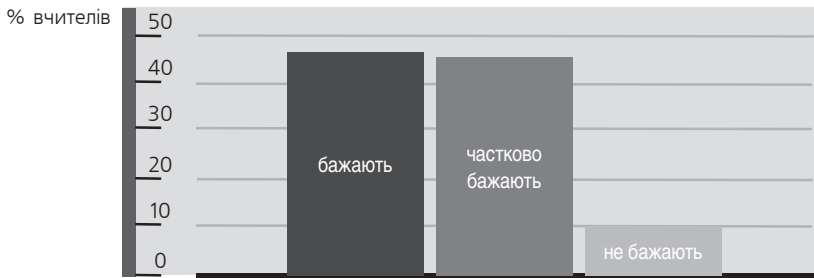 % вчителів
50
40
30
20
10
0
бажають
частково
бажають
не бажають